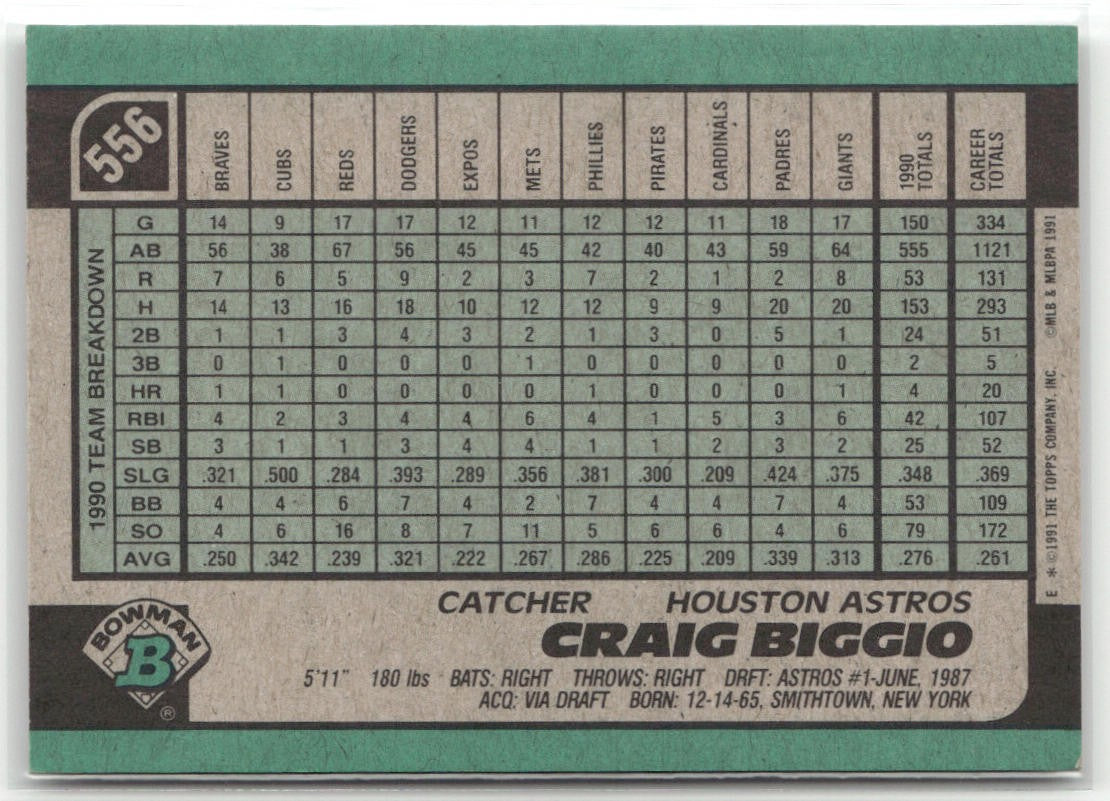 556
BRAVES CUBS REDS DODGERS EXPOS METS PHILLIES PIRATES CARDINALS PADRES GIANTS 1990 TOTALS CAREER TOTALS
1990 TEAM BREAKDOWN
G 14 9 17 17 12 11 12 12 11 18 17 150 334
AB 56 38 67 56 45 45 42 40 43 59 64 555 1121
R 7 6 5 9 2 3 7 2 1 2 8 53 131
H 14 13 16 18 10 12 12 9 9 20 20 153 293
2B 1 1 3 4 3 2 1 3 0 5 1 24 51
3B 0 1 0 0 0 1 0 0 0 0 0 2 5
HR 1 1 0 0 0 0 1 0 0 0 1 4 20
RBI 4 2 3 4 4 6 4 1 5 3 6 42 107
SB 3 1 1 3 4 4 1 1 2 3 2 25 52
SLG .321 .500 .284 .393 .289 .356 .381 .300 .209 .424 .375 .348 .369
BB 4 4 6 7 4 2 7 4 4 7 4 53 109
SO 4 6 16 8 7 11 5 6 6 4 6 79 172
AVG .250 .342 .239 .321 .222 .267 .286 .225 .209 .339 .313 .276 .261
E * ©1991 THE TOPPS COMPANY, INC. ©MLB & MLBPA 1991
CATCHER HOUSTON ASTROS
CRAIG BIGGIO
5'11" 180 lbs BATS: RIGHT THROWS: RIGHT DRFT: ASTROS #1-JUNE, 1987
ACQ: VIA DRAFT BORN: 12-14-65, SMITHTOWN, NEW YORK
BOWMAN
B
®